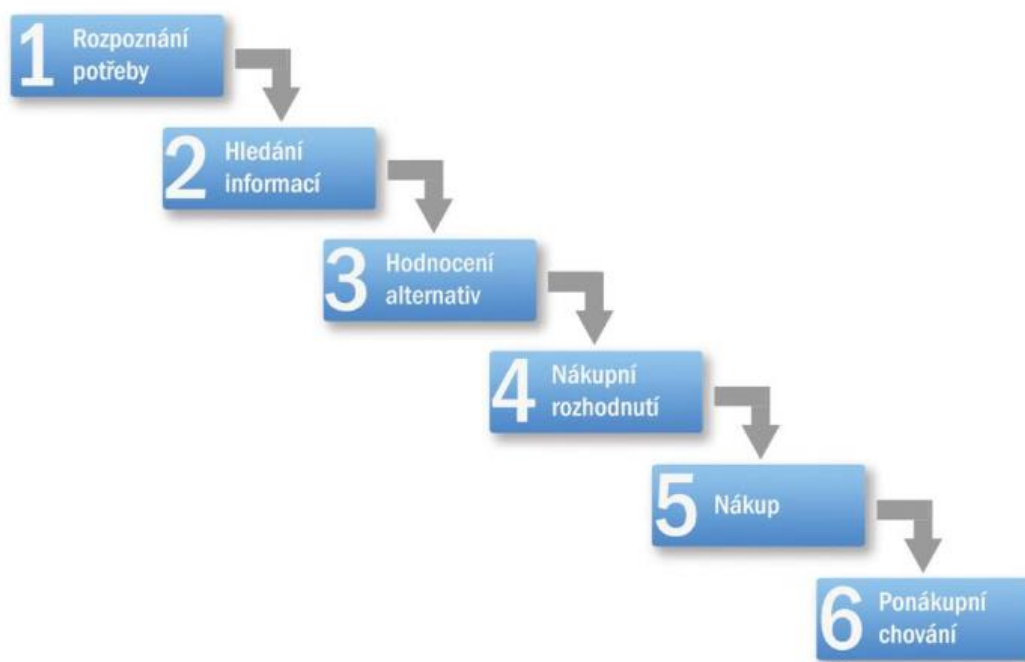 1
Rozpoznání
potřeby
2
Hledání
informací
3
Hodnocení
alternativ
4
Nákupní
rozhodnutí
5
Nákup
6
Ponákupní
chování